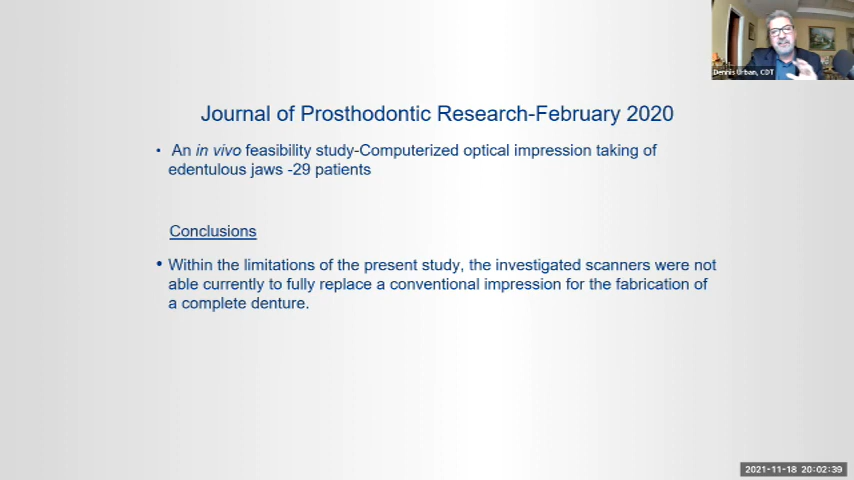 Dennis Urban, CDT
Journal of Prosthodontic Research-February 2020
• An in vivo feasibility study-Computerized optical impression taking of
edentulous jaws -29 patients
Conclusions
• Within the limitations of the present study, the investigated scanners were not
able currently to fully replace a conventional impression for the fabrication of
a complete denture.
2021-11-18 20:02:39